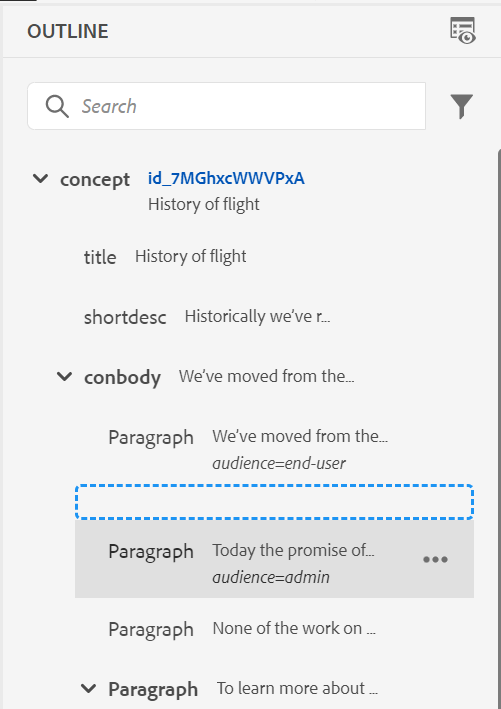 OUTLINE
Search
concept id_7MGhxcWWVPxA
History of flight
title History of flight
shortdesc Historically we’ve r...
conbody We’ve moved from the...
Paragraph We’ve moved from the...
audience=end-user
Paragraph Today the promise of...
audience=admin
Paragraph None of the work on ...
Paragraph To learn more about ...